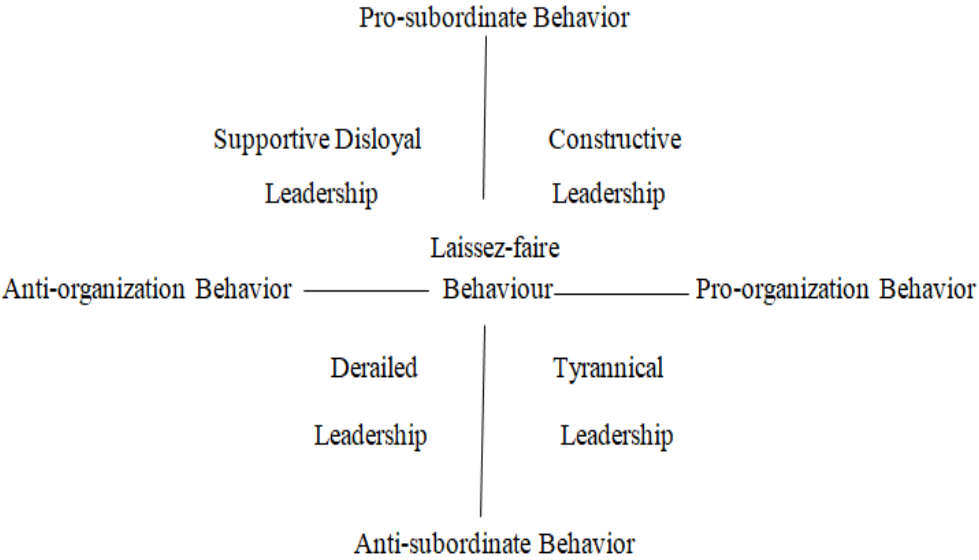 Pro-subordinate Behavior
Supportive Disloyal
Leadership
Constructive
Leadership
Laissez-faire
Behaviour
Anti-organization Behavior
Pro-organization Behavior
Derailed
Leadership
Tyrannical
Leadership
Anti-subordinate Behavior